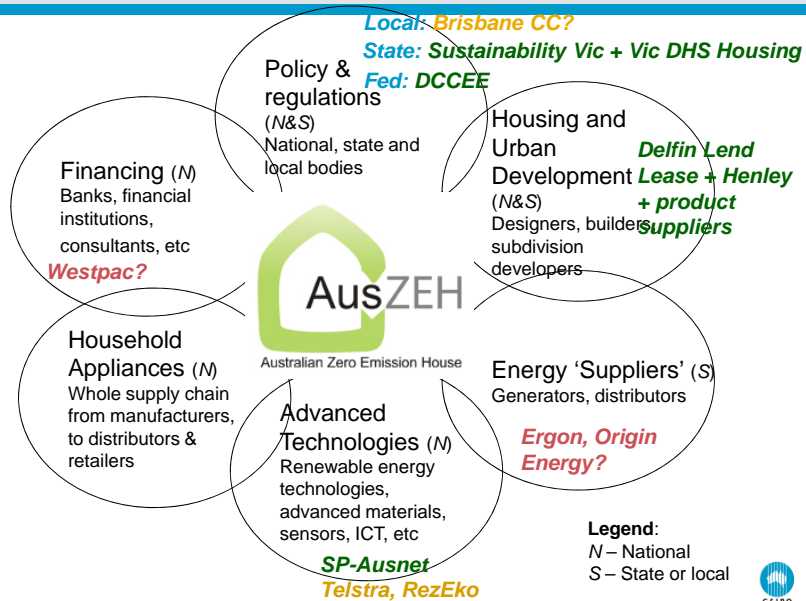 Local: Brisbane CC?
State: Sustainability Vic + Vic DHS Housing
Fed: DCCEE
Policy &
regulations
(N&S)
National, state and
local bodies
Housing and
Urban
Development
(N&S)
Designers, builders,
subdivision
developers
Delfin Lend
Lease + Henley
+ product
suppliers
Financing (N)
Banks, financial
institutions,
consultants, etc
Westpac?
AusZEH
Australian Zero Emission House
Household
Appliances (N)
Whole supply chain
from manufacturers,
to distributors &
retailers
Energy ‘Suppliers’ (S)
Generators, distributors
Ergon, Origin
Energy?
Advanced
Technologies (N)
Renewable energy
technologies,
advanced materials,
sensors, ICT, etc
SP-Ausnet
Telstra, RezEko
Legend:
N – National
S – State or local
CSIRO